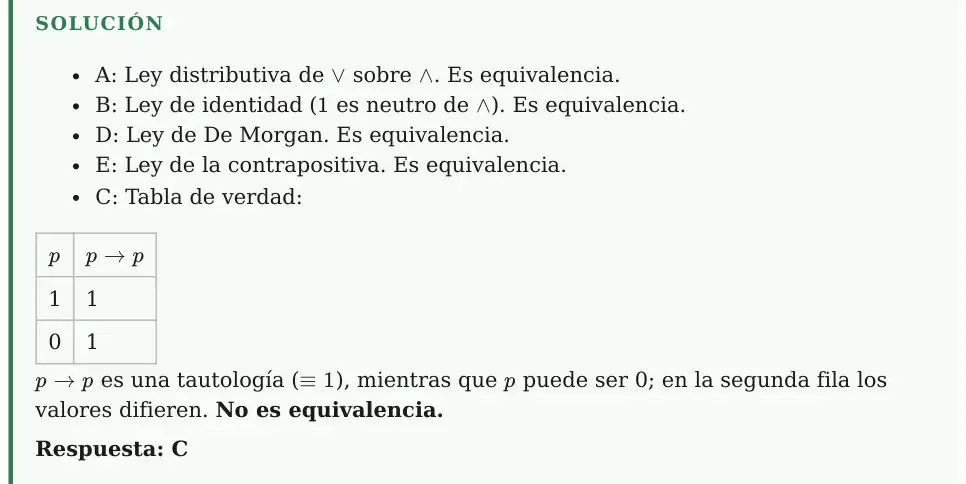 SOLUCIÓN
• A: Ley distributiva de ∨ sobre ∧. Es equivalencia.
• B: Ley de identidad (1 es neutro de ∧). Es equivalencia.
• D: Ley de De Morgan. Es equivalencia.
• E: Ley de la contrapositiva. Es equivalencia.
• C: Tabla de verdad:
p p → p
1 1
0 1
p → p es una tautología (≡ 1), mientras que p puede ser 0; en la segunda fila los
valores difieren. No es equivalencia.
Respuesta: C